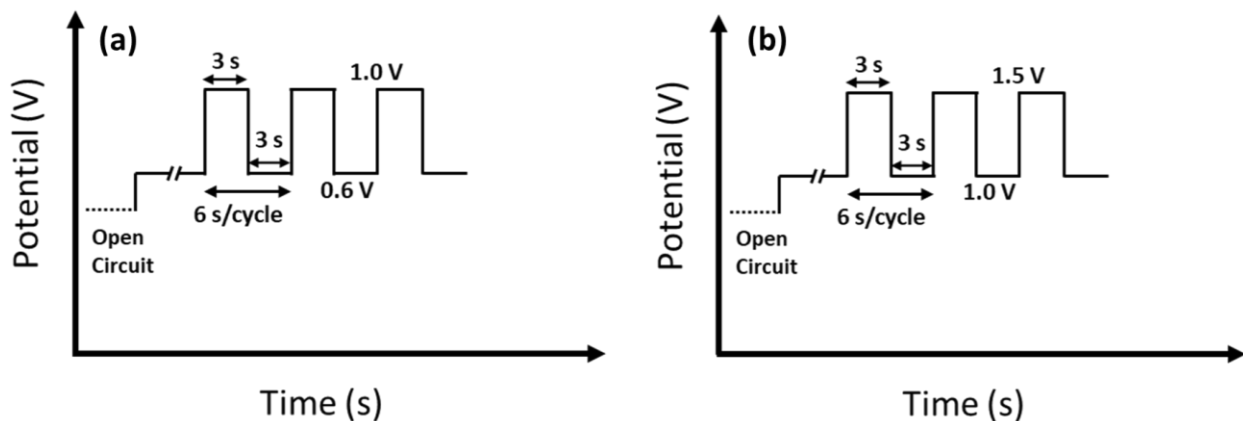 (a)
3 s
1.0 V
3 s
0.6 V
6 s/cycle
Open
Circuit
Potential (V)
Time (s)
(b)
3 s
1.5 V
3 s
1.0 V
6 s/cycle
Open
Circuit
Potential (V)
Time (s)